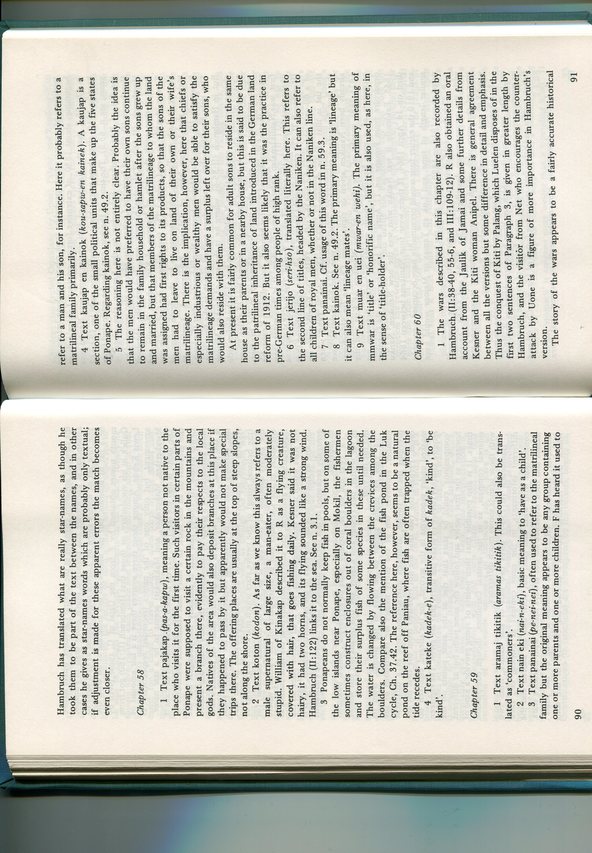 Hambruch has translated what are really star-names, as though he
took them to be part of the text between the names, and in other
cases he gives as star-names words which are probably only textual;
if adjustment is made for these apparent errors the match becomes
even closer.
Chapter 58
1 Text pajakap (pas-a-kapw), meaning a person not native to the
place who visits it for the first time. Such visitors in certain parts of
Ponape were supposed to visit a certain rock in the mountains and
present a branch there, evidently to pay their respects to the local
gods. Natives of the area would also deposit branches at this place if
they happened to pass by it but apparently would not make special
trips there. The offering places are usually at the top of steep slopes,
not along the shore.
2 Text koton (kodon). As far as we know this always refers to a
male supernatural of large size, a man-eater, often moderately
stupid. William of Kinakap described it to R as a flying creature,
covered with hair, that goes fishing daily. Kesner said it was not
hairy, it had two horns, and its flying sounded like a strong wind.
Hambruch (II:122) links it to the sea. See n. 3.1.
3 Ponapeans do not normally keep fish in pools, but on some of
the low islands near Ponape, especially on Mokil, the fishermen
sometimes construct enclosures out of coral boulders in the lagoon
and store their surplus fish of some species in these until needed.
The water is changed by flowing between the crevices among the
boulders. Compare also the mention of the fish pond in the Luk
cycle, Ch. 37.42. The reference here, however, seems to be a natural
pond on the reef off Paniau, where fish are often trapped when the
tide recedes.
4 Text kateke (kadek-e), transitive form of kadek, 'kind', to 'be
kind'.
Chapter 59
1 Text aramaj tikitik (aramas tikitik). This could also be trans-
lated as 'commoners'.
2 Text nain eki (nai-n-eki), basic meaning to 'have as a child'.
3 Text panainai (pe-nei-nei), often used to refer to the matrilineal
family but the original meaning appears to be any group containing
one or more parents and one or more children. F has heard it used to
90
refer to a man and his son, for instance. Here it probably refers to a
matrilineal family primarily.
4 Text kaujap en kainok (kou-sapw-en kainek). A kaujap is a
section, one of the small political units that make up the five states
of Ponape. Regarding kainok, see n. 49.2.
5 The reasoning here is not entirely clear. Probably the idea is
that the men would have preferred to have their own sons continue
to remain in the family household or hamlet after the sons grew up
and married, but that members of the matrilineage to whom the land
was assigned had first rights to its products, so that the sons of the
men had to leave to live on land of their own or their wife's
matrilineage. There is the implication, however, here that chiefs or
especially industrious or wealthy men would be able to satisfy the
matrilineage demands and have a surplus left over for their sons, who
would also reside with them.
At present it is fairly common for adult sons to reside in the same
house as their parents or in a nearby house, but this is said to be due
to the patrilineal inheritance of land introduced in the German land
reform of 1912. But it also seems likely that it was the practice in
pre-German times among people of high rank.
6 Text jerijo (seri-hso), translated literally here. This refers to
the second line of titles, headed by the Naniken. It can also refer to
all children of royal men, whether or not in the Naniken line.
7 Text panainai. Cf. usage of this word in n. 59.3.
8 Text kainok. See n. 49.2. The primary meaning is 'lineage' but
it can also mean 'lineage mates'.
9 Text muar en uei (mwar-en wehi). The primary meaning of
mmwar is 'title' or 'honorific name', but it is also used, as here, in
the sense of 'title-holder'.
Chapter 60
1 The wars described in this chapter are also recorded by
Hambruch (II:38-40, 55-6, and III:109-12). R also obtained an oral
account from the Jaulik of Jamai and some further details from
Kesner and the Kiti woman Anipel. There is general agreement
between all the versions but some difference in detail and emphasis.
Thus the conquest of Kiti by Palang, which Luelen disposes of in the
first two sentences of Paragraph 3, is given in greater length by
Hambruch, and the visitor from Net who encourages the counter-
attack by Uone is a figure of more importance in Hambruch's
version.
The story of the wars appears to be a fairly accurate historical
91